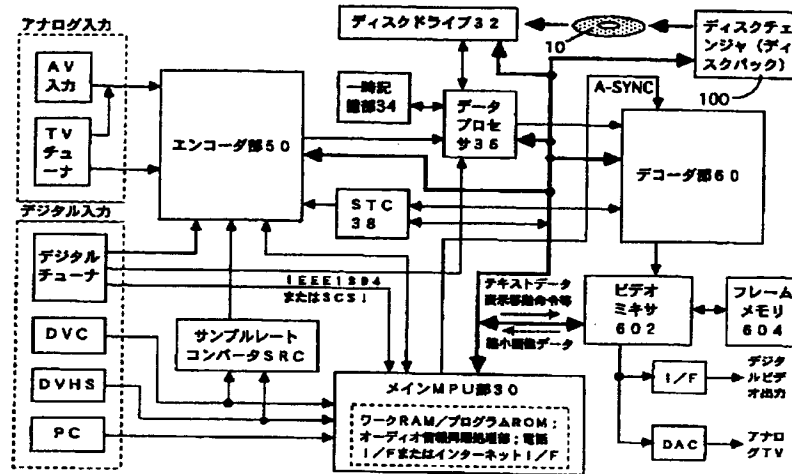 アナログ入力
AV
入力
TV
チュ
ーナ
デジタル入力
デジタル
チューナ
DVC
DVHS
PC
エンコーダ部50
サンプルレート
コンバータSRC
IEEE1394
またはSCSI
ディスクドライブ32
一時記
憶部34
データ
プロセ
サ36
STC
38
10
ディスクチェ
ンジャ(ディ
スクパック)
100
A-SYNC
デコーダ部60
テキストデータ
表示移動命令等
縮小画像データ
ビデオ
ミキサ
602
フレーム
メモリ
604
I/F
デジタ
ルビデオ
出力
DAC
アナロ
グTV
メインMPU部30
ワークRAM/プログラムROM;
オーディオ情報同期処理部;電話
I/FまたはインターネットI/F